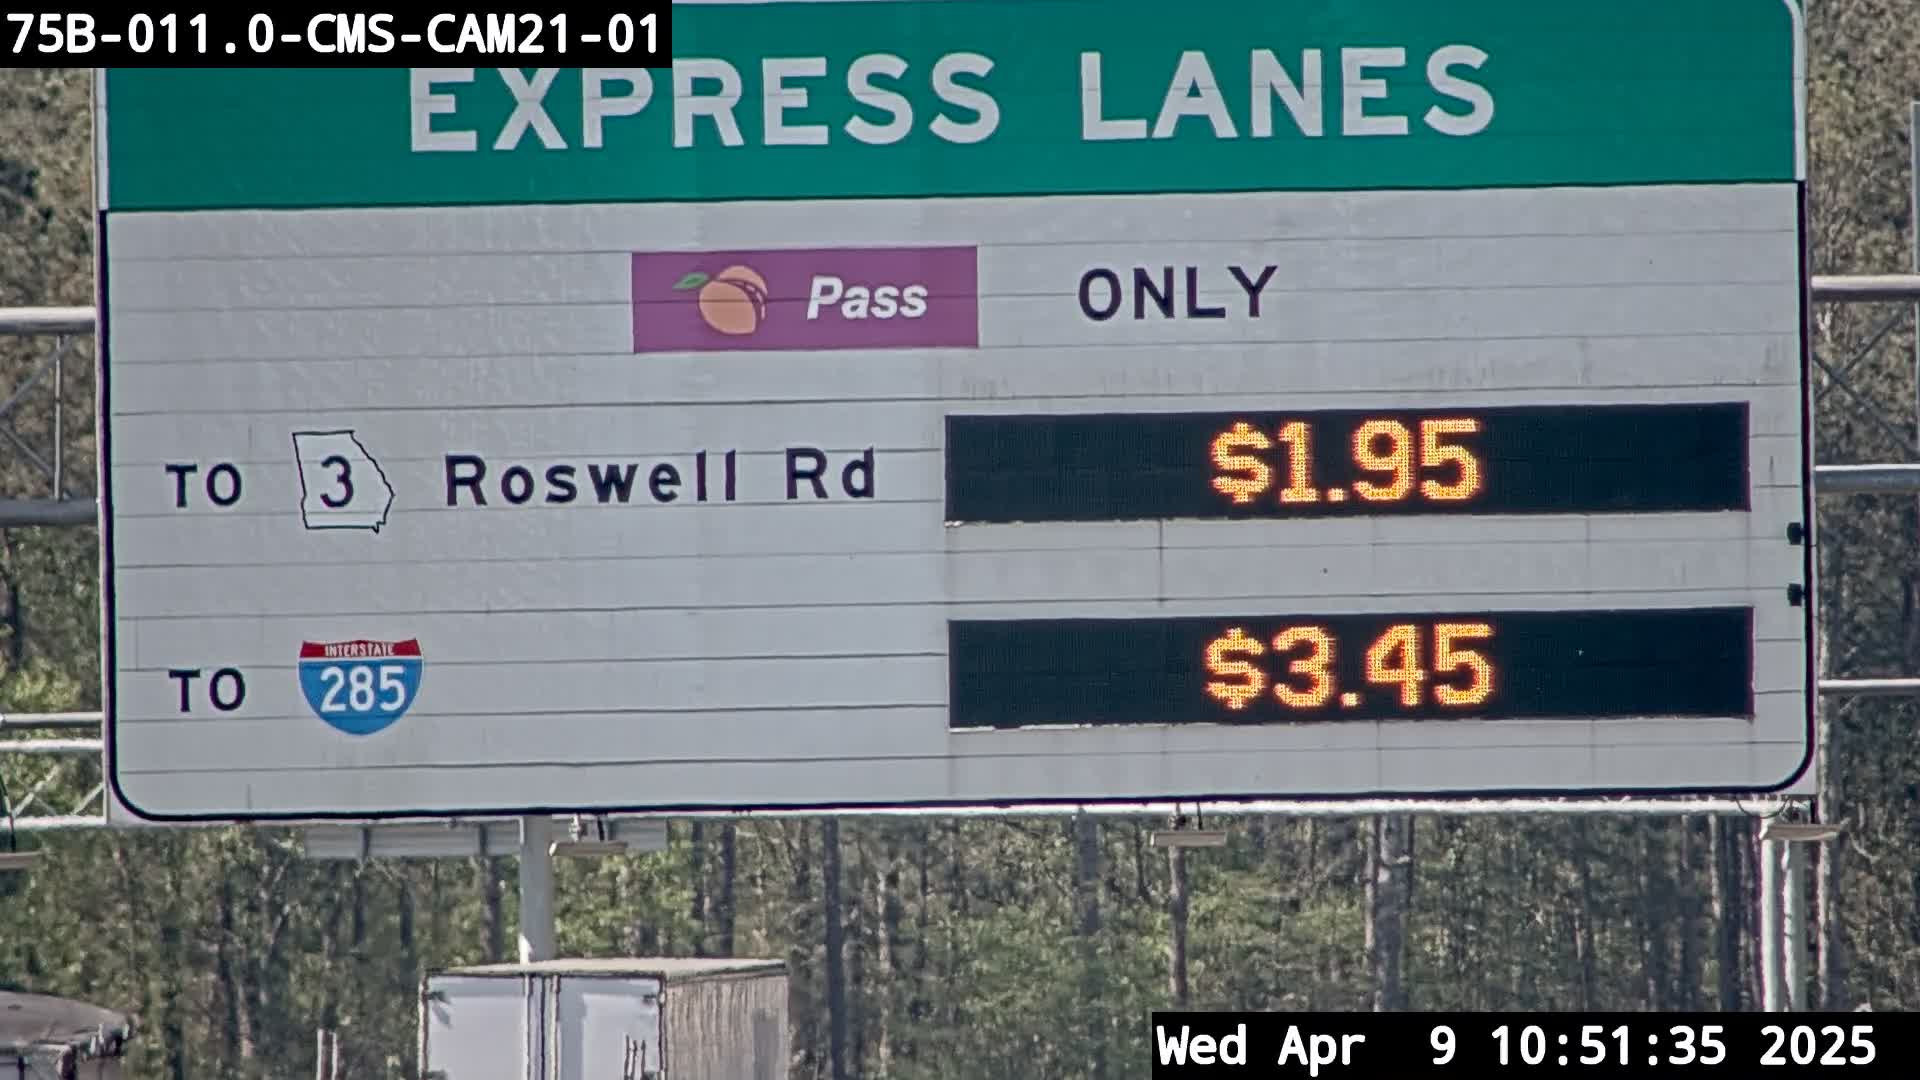 75B-011.0-CMS-CAM21-01
EXPRESS LANES
Pass ONLY
TO 3 Roswell Rd $1.95
TO INTERSTATE 285 $3.45
Wed Apr 9 10:51:35 2025